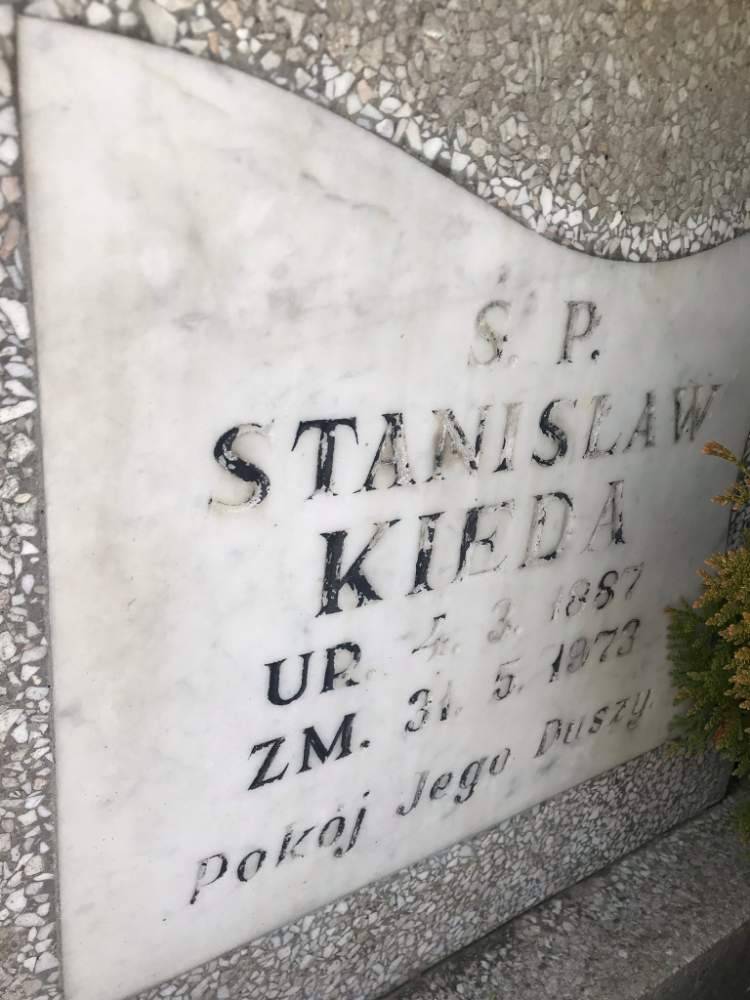 Ś. P.
STANISŁAW
KIEDA
UR. 4. 3. 1887
ZM. 31. 5. 1973
Pokój Jego Duszy.